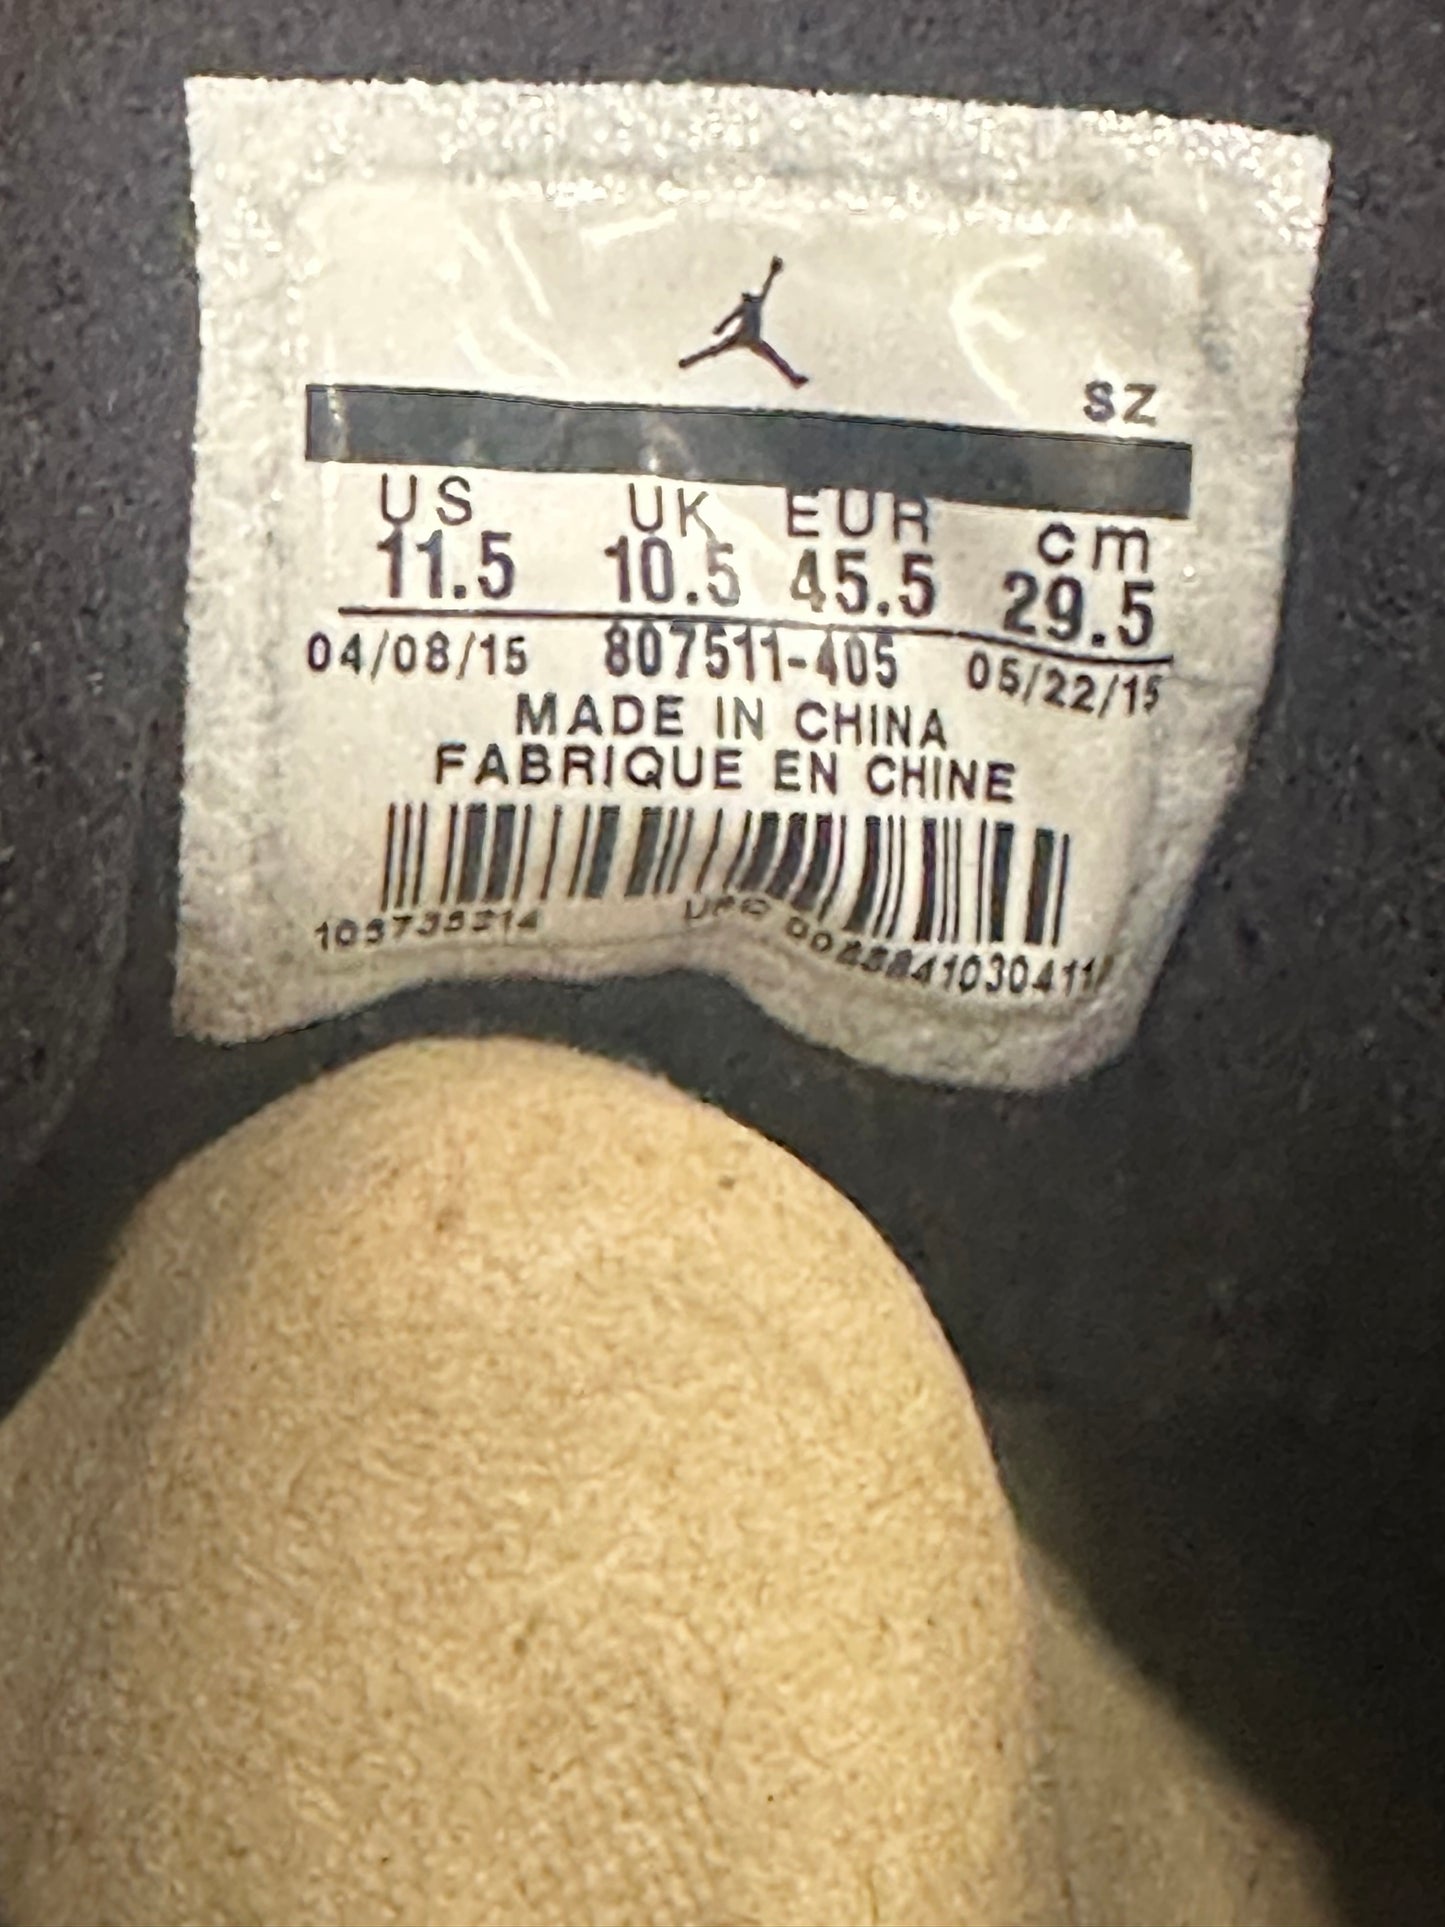 SZ
US UK EUR cm
11.5 10.5 45.5 29.5
04/08/15 807511-405 05/22/15
MADE IN CHINA
FABRIQUE EN CHINE
UPC